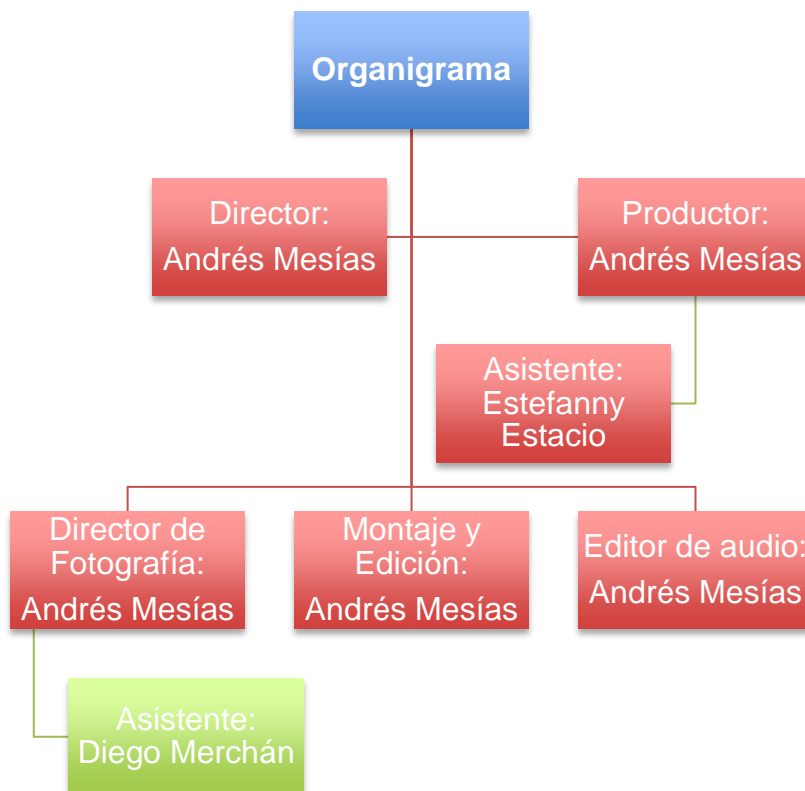 Organigrama
Director:
Andrés Mesías
Productor:
Andrés Mesías
Asistente:
Estefanny
Estacio
Director de
Fotografía:
Andrés Mesías
Montaje y
Edición:
Andrés Mesías
Editor de audio:
Andrés Mesías
Asistente:
Diego Merchán